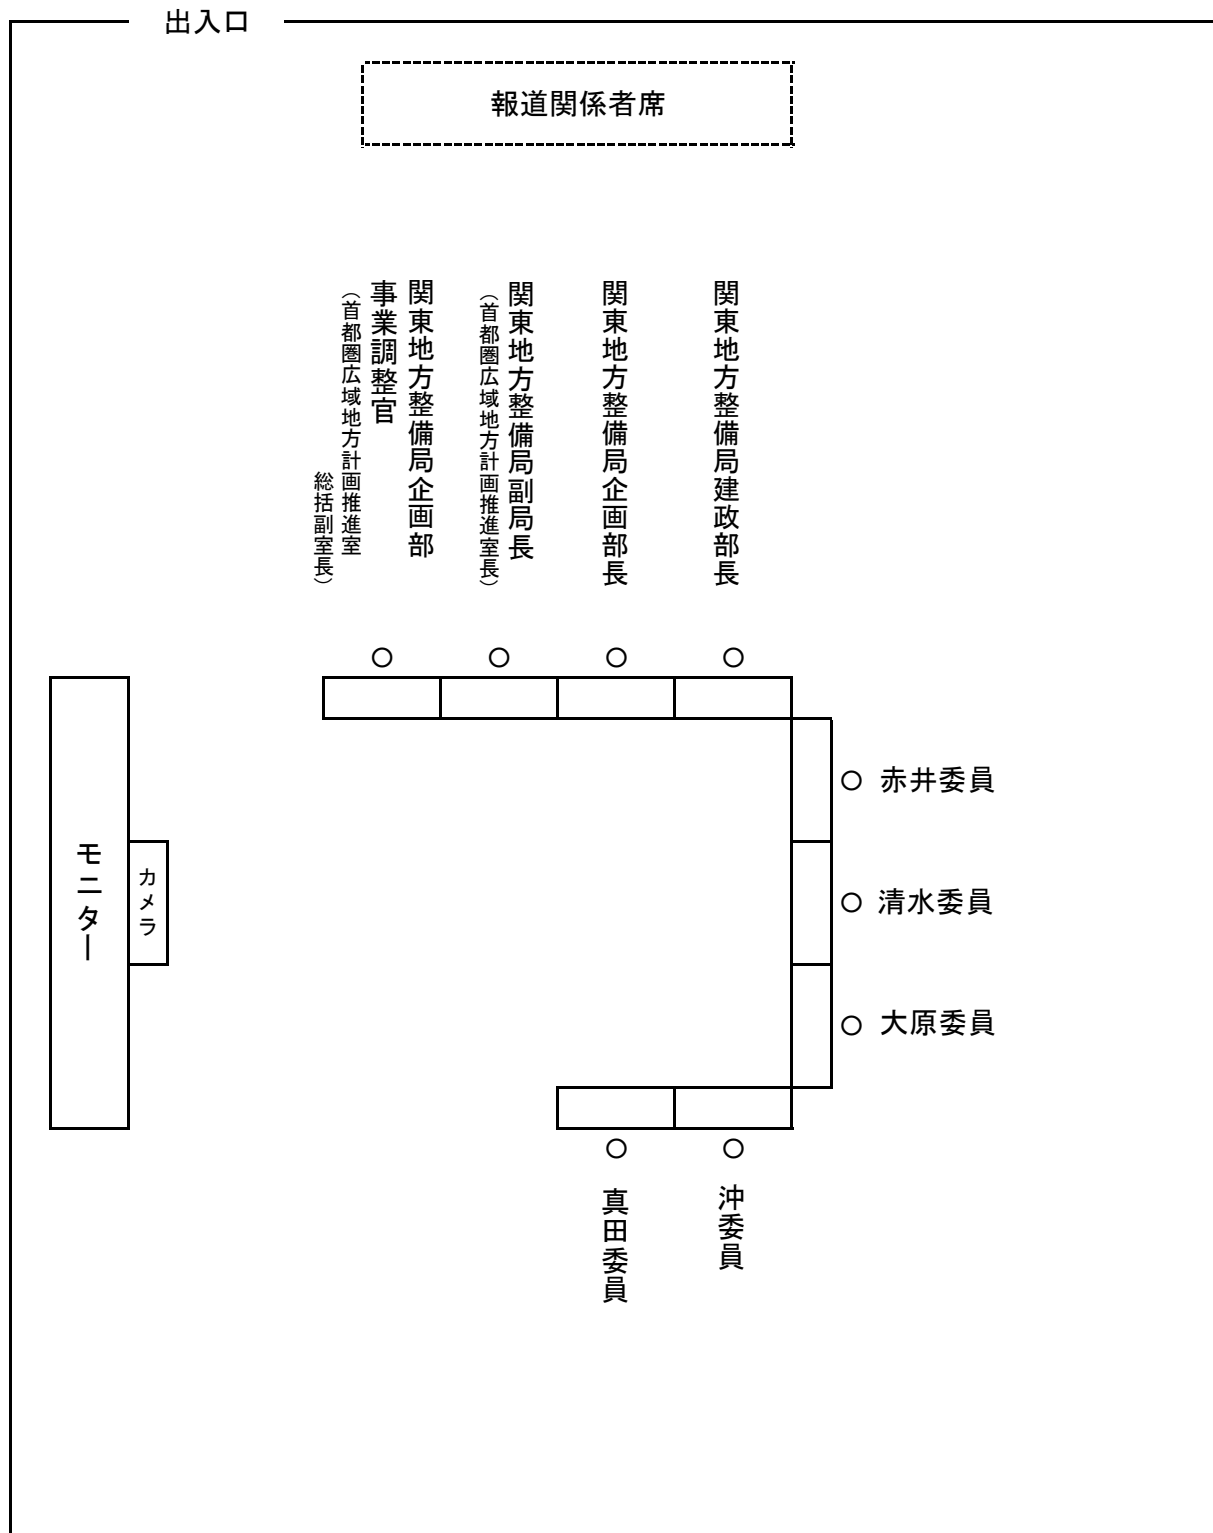 出入口
報道関係者席
関東地方整備局建政部長
関東地方整備局企画部長
関東地方整備局副局長
（首都圏広域地方計画推進室長）
関東地方整備局企画部
事業調整官
（首都圏広域地方計画推進室
総括副室長）
赤井委員
清水委員
大原委員
モニター
カメラ
沖委員
真田委員